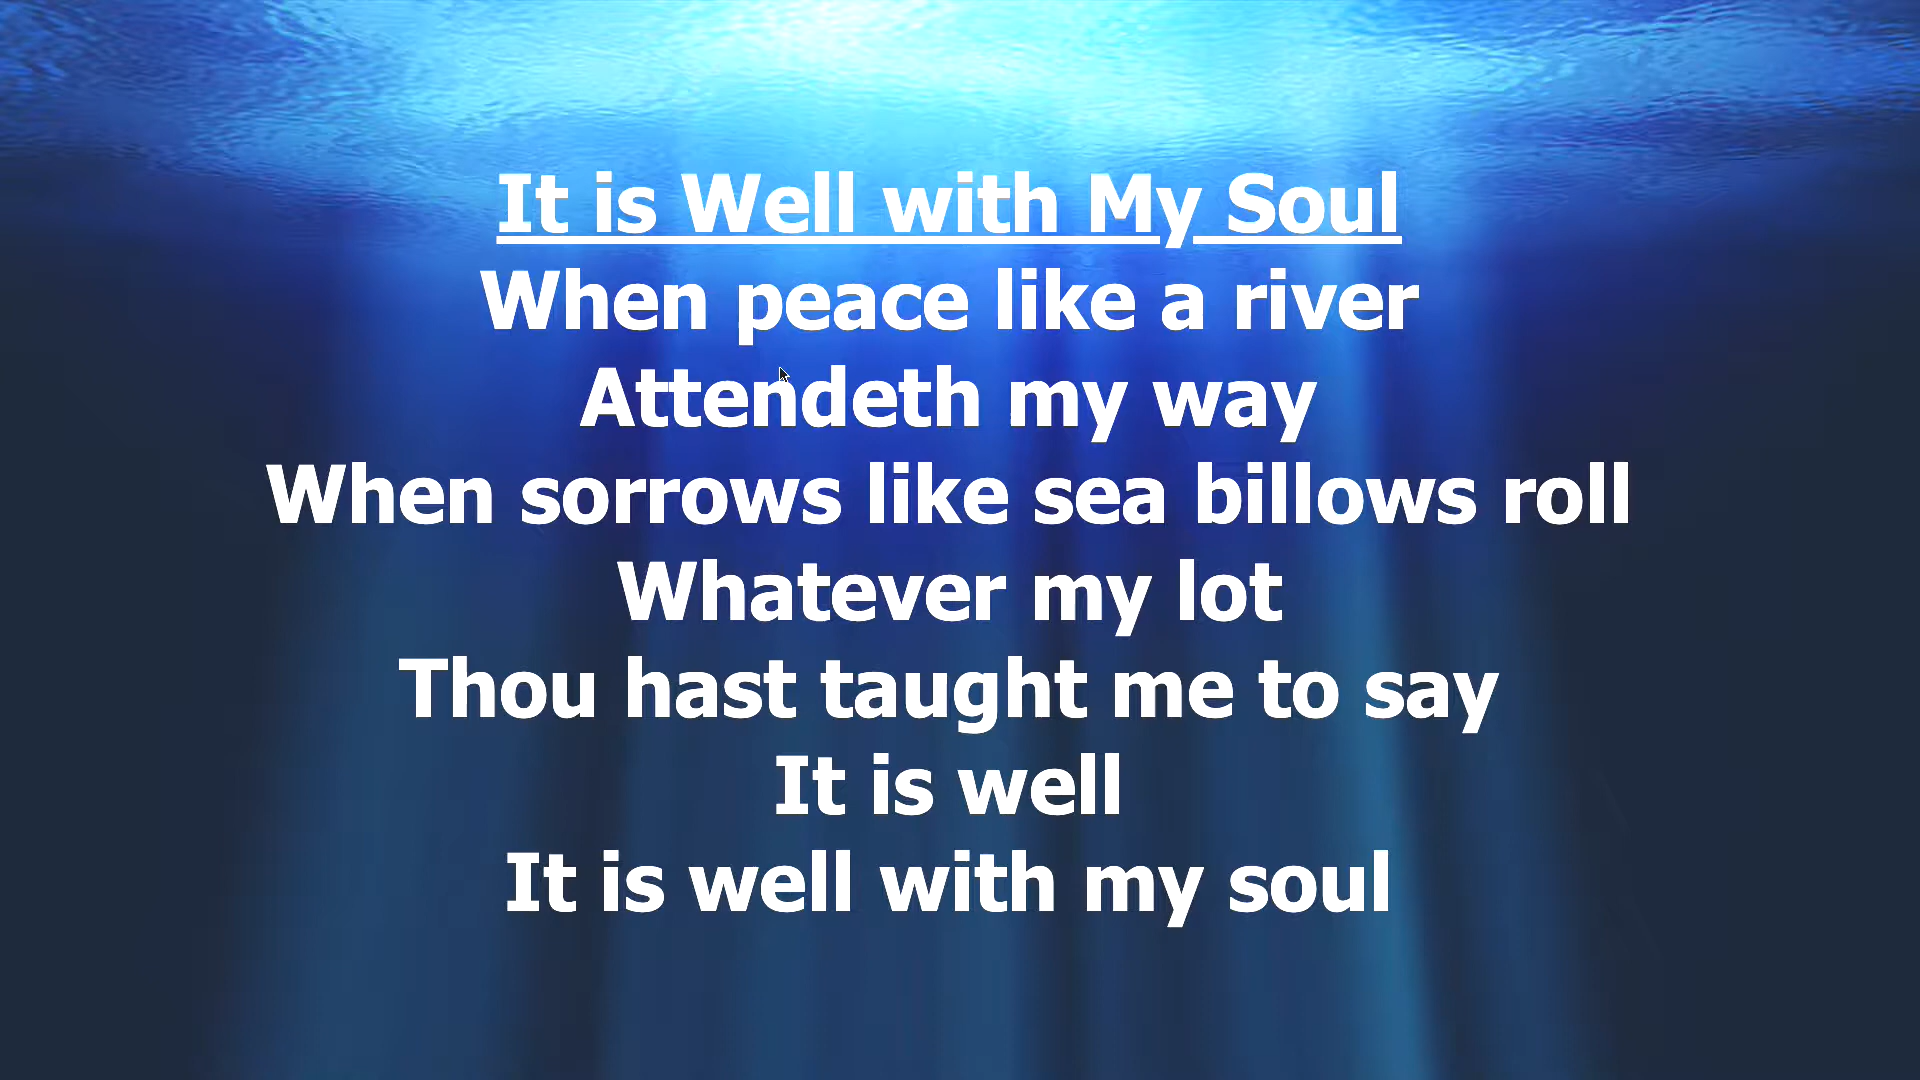 It is Well with My Soul
When peace like a river
Attendeth my way
When sorrows like sea billows roll
Whatever my lot
Thou hast taught me to say
It is well
It is well with my soul